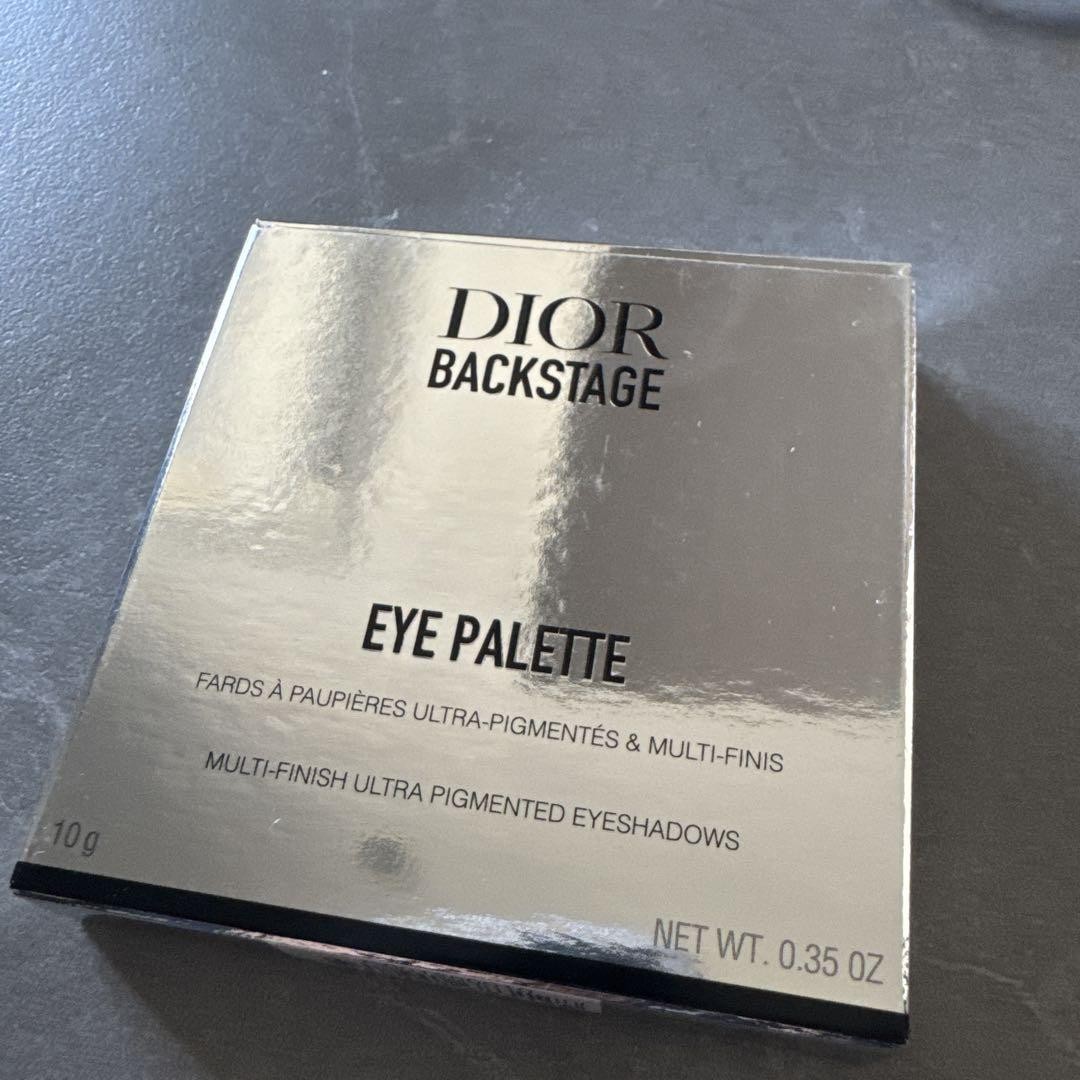 DIOR
BACKSTAGE
EYE PALETTE
FARDS À PAUPIÈRES ULTRA-PIGMENTÉS & MULTI-FINIS
MULTI-FINISH ULTRA PIGMENTED EYESHADOWS
10 g
NET WT. 0.35 OZ